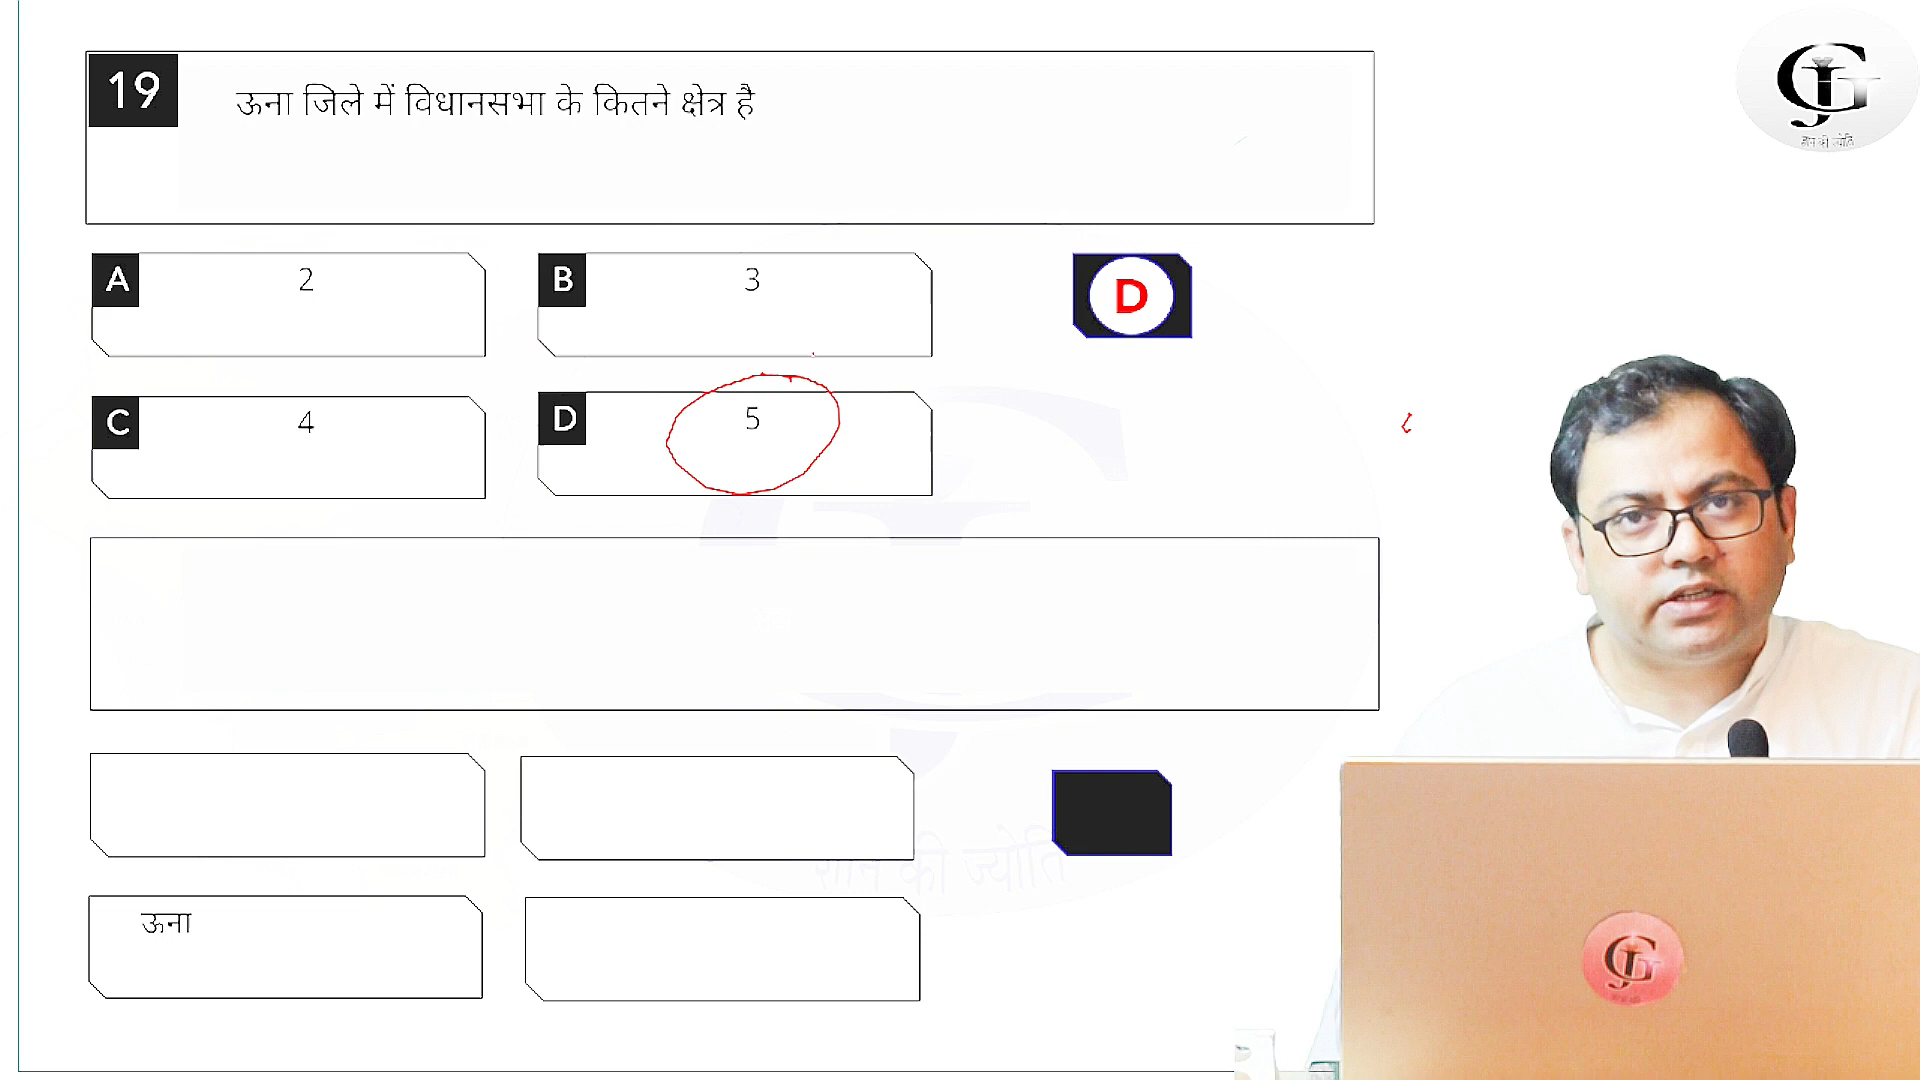 19
ऊना जिले में विधानसभा के कितने क्षेत्र है
A 2
B 3
D
C 4
D 5
ऊना
ज्ञान की ज्योति